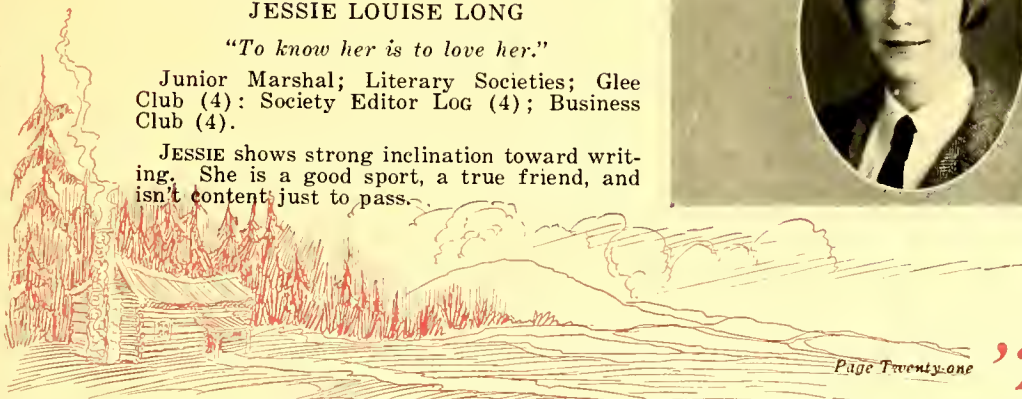 JESSIE LOUISE LONG
"To know her is to love her."
Junior Marshal; Literary Societies; Glee
Club (4): Society Editor LOG (4); Business
Club (4).
JESSIE shows strong inclination toward writ-
ing. She is a good sport, a true friend, and
isn't content just to pass.
Page Twenty-one